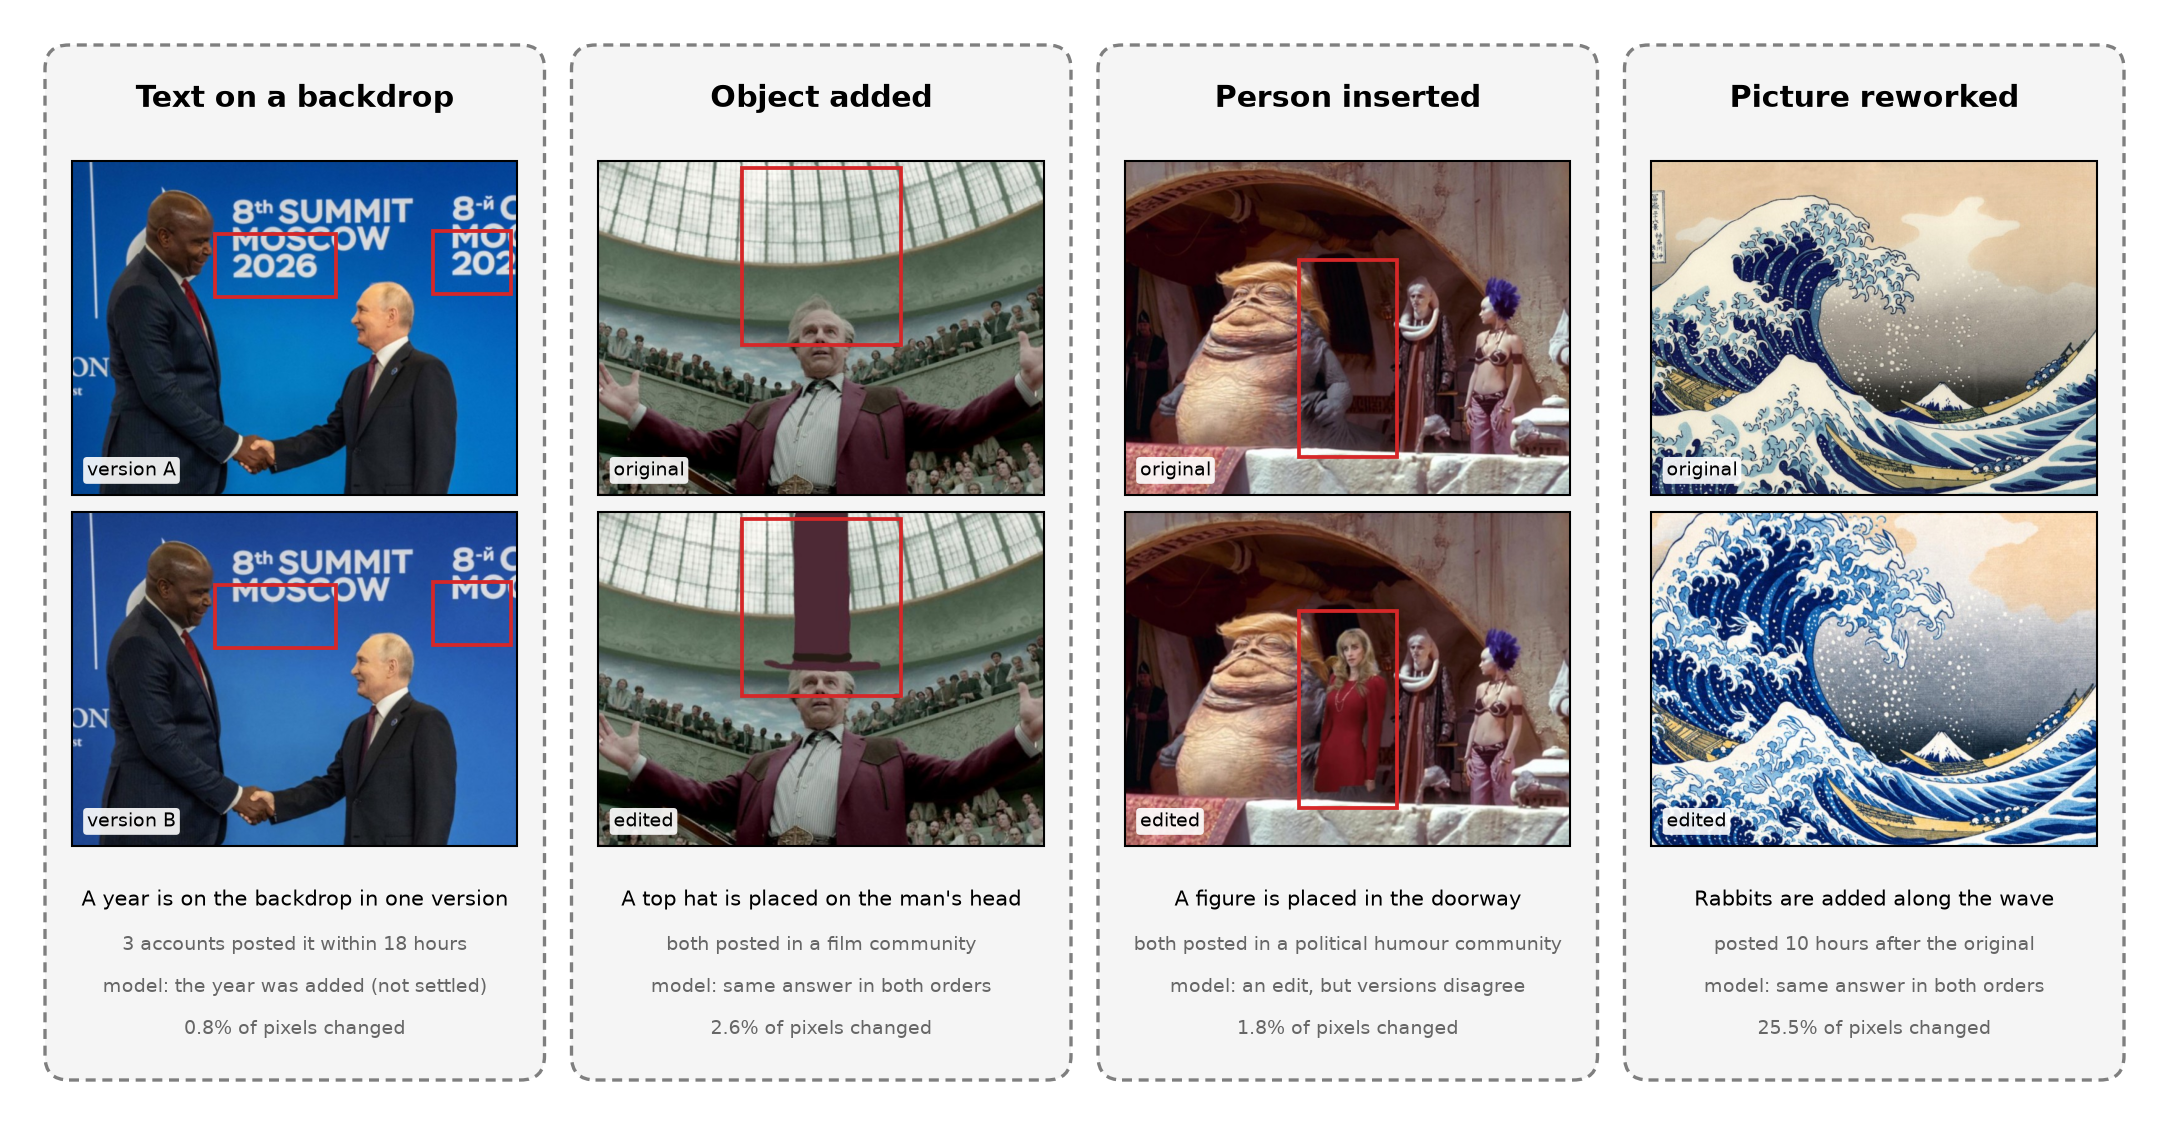 Text on a backdrop
8th SUMMIT
MOSCOW
2026
8-й С
МОС
202
ON
st
version A
8th SUMMIT
MOSCOW
8-й С
МОС
ON
st
version B
A year is on the backdrop in one version
3 accounts posted it within 18 hours
model: the year was added (not settled)
0.8% of pixels changed
Object added
original
edited
A top hat is placed on the man's head
both posted in a film community
model: same answer in both orders
2.6% of pixels changed
Person inserted
original
edited
A figure is placed in the doorway
both posted in a political humour community
model: an edit, but versions disagree
1.8% of pixels changed
Picture reworked
original
edited
Rabbits are added along the wave
posted 10 hours after the original
model: same answer in both orders
25.5% of pixels changed